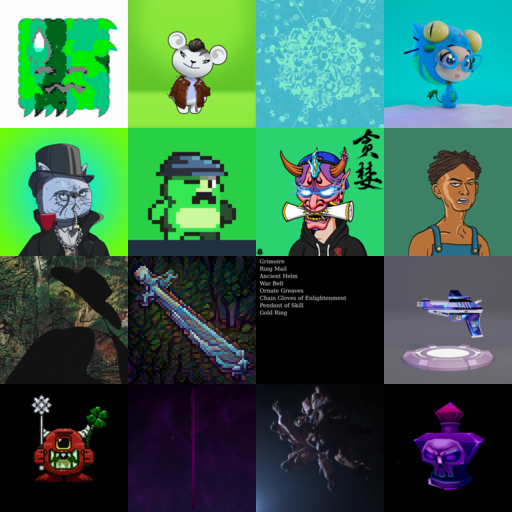 貪婪
Grimoire
Ring Mail
Ancient Helm
War Belt
Ornate Greaves
Chain Gloves of Enlightenment
Pendant of Skill
Gold Ring